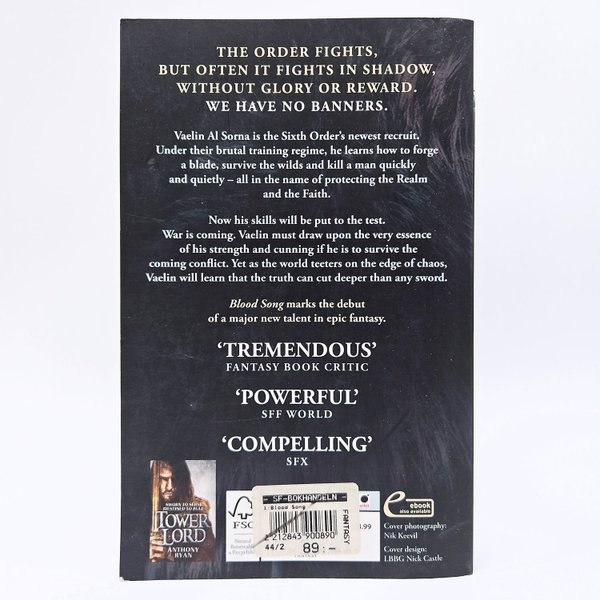 THE ORDER FIGHTS,
BUT OFTEN IT FIGHTS IN SHADOW,
WITHOUT GLORY OR REWARD.
WE HAVE NO BANNERS.
Vaelin Al Sorna is the Sixth Order's newest recruit.
Under their brutal training regime, he learns how to forge
a blade, survive the wilds and kill a man quickly
and quietly – all in the name of protecting the Realm
and the Faith.
Now his skills will be put to the test.
War is coming. Vaelin must draw upon the very essence
of his strength and cunning if he is to survive the
coming conflict. Yet as the world teeters on the edge of chaos,
Vaelin will learn that the truth can cut deeper than any sword.
Blood Song marks the debut
of a major new talent in epic fantasy.
'TREMENDOUS'
FANTASY BOOK CRITIC
'POWERFUL'
SFF WORLD
'COMPELLING'
SFX
TOWER
LORD
ANTHONY
RYAN
FSC
SF-BOKHANDELN
Blood Song
2 212843 900890
44/2 89:-
FANTASY
.99
e
ebook
also available
Cover photography:
Nik Keevil
Cover design:
LBBG Nick Castle